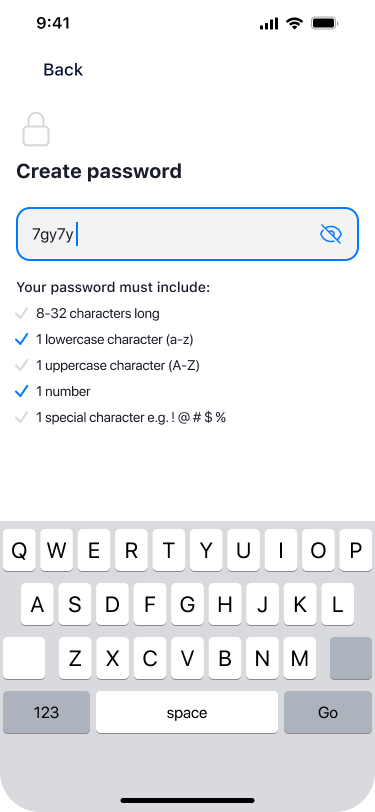 9:41
Back
Create password
7gy7y
Your password must include:
8-32 characters long
1 lowercase character (a-z)
1 uppercase character (A-Z)
1 number
1 special character e.g. ! @ # $ %
Q W E R T Y U I O P
A S D F G H J K L
Z X C V B N M
123 space Go